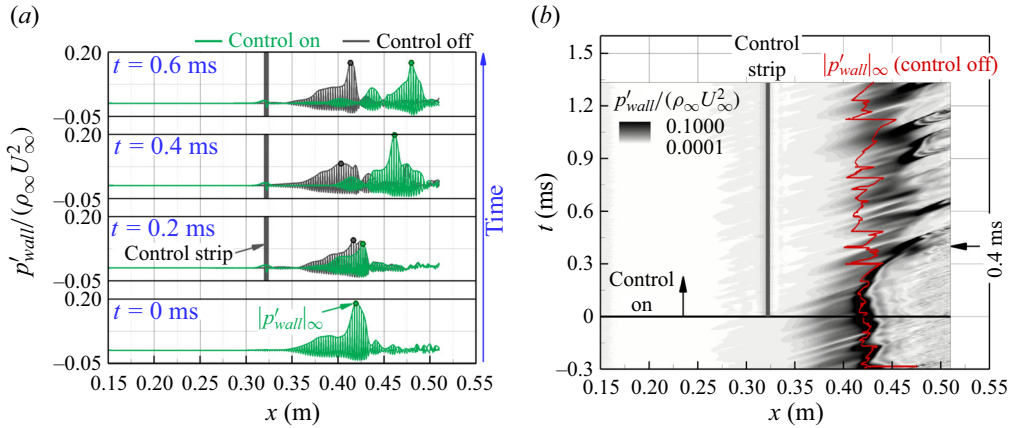 (a)
Control on
Control off
0.20
t = 0.6 ms
−0.05
0.20
t = 0.4 ms
−0.05
0.20
t = 0.2 ms
Control strip
−0.05
0.20
t = 0 ms
|p′wall|∞
−0.05
p′wall/(ρ∞ U²∞)
Time
0.15 0.20 0.25 0.30 0.35 0.40 0.45 0.50 0.55
x (m)
(b)
Control
strip
|p′wall|∞ (control off)
p′wall/(ρ∞ U²∞)
0.1000
0.0001
1.5
1.2
0.9
0.6
0.3
0
−0.3
t (ms)
Control
on
0.4 ms
0.15 0.20 0.25 0.30 0.35 0.40 0.45 0.50 0.55
x (m)